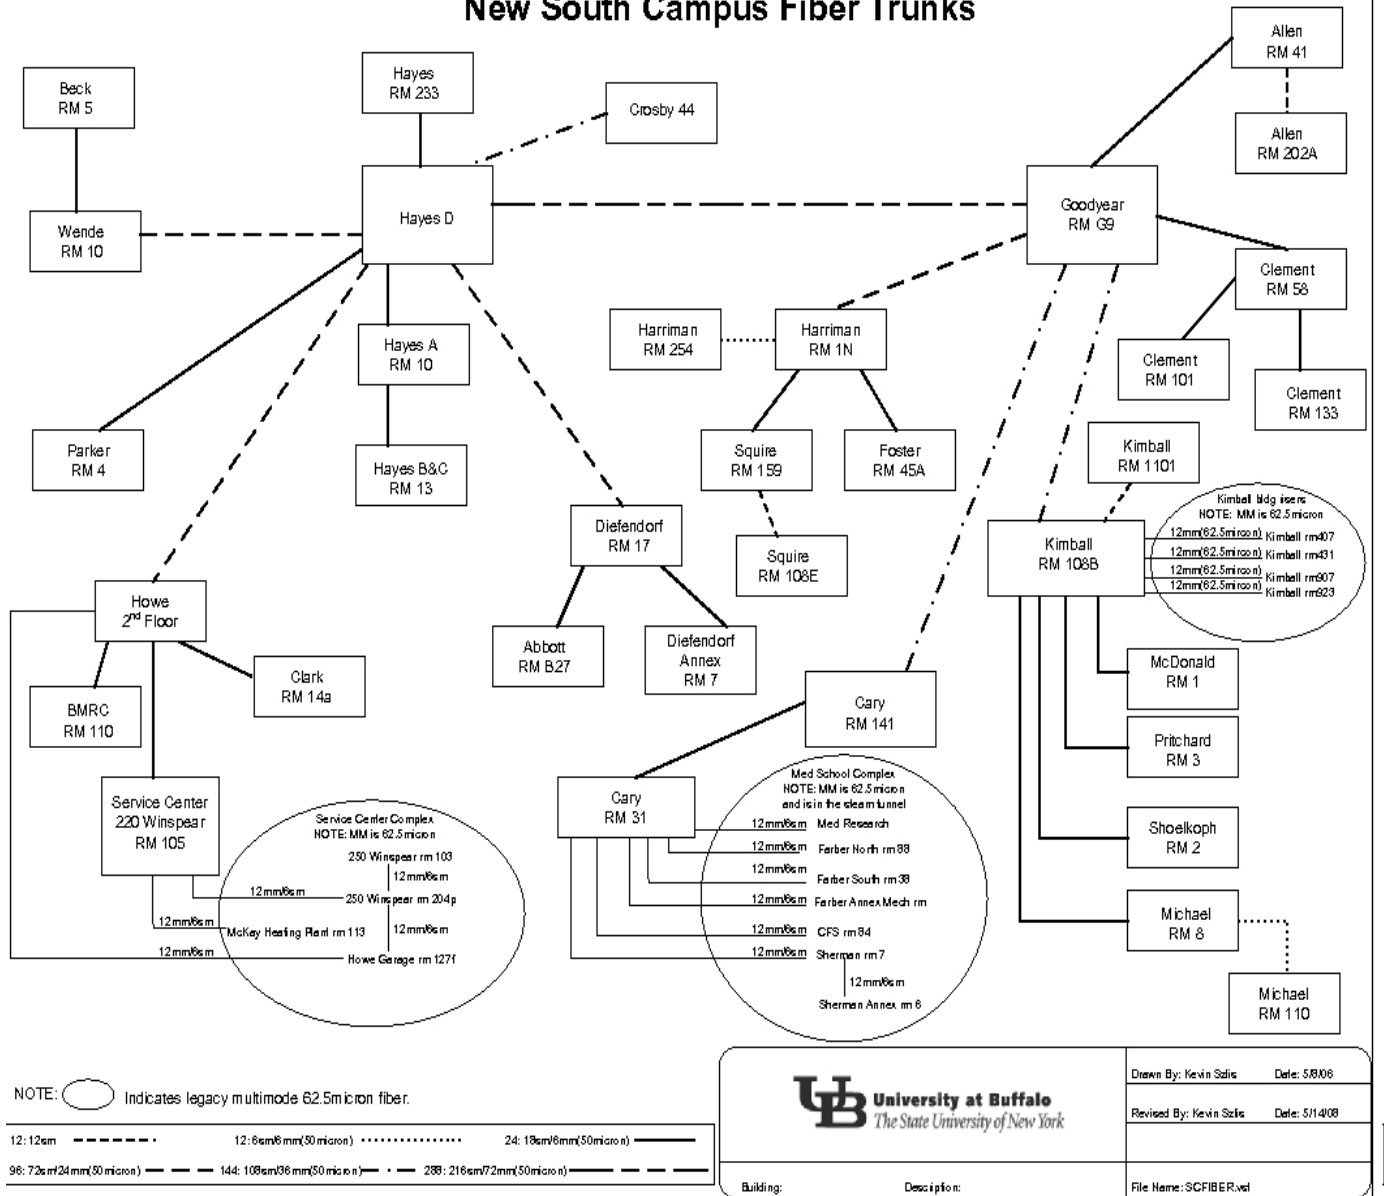 New South Campus Fiber Trunks
Allen
RM 41
Beck
RM 5
Hayes
RM 233
Crosby 44
Allen
RM 202A
Wende
RM 10
Hayes D
Goodyear
RM G9
Clement
RM 58
Hayes A
RM 10
Harriman
RM 254
Harriman
RM 1N
Clement
RM 101
Clement
RM 133
Parker
RM 4
Hayes B&C
RM 13
Squire
RM 159
Foster
RM 45A
Kimball
RM 1101
Kimball bldg risers
NOTE: MM is 62.5micron
Diefendorf
RM 17
Squire
RM 108E
Kimball
RM 108B
12mm(62.5mircon) Kimball rm407
12mm(62.5mircon) Kimball rm431
12mm(62.5mircon) Kimball rm907
12mm(62.5mircon) Kimball rm923
Howe
2nd Floor
Abbott
RM B27
Diefendorf
Annex
RM 7
McDonald
RM 1
Clark
RM 14a
BMRC
RM 110
Cary
RM 141
Pritchard
RM 3
Service Center
220 Winspear
RM 105
Service Center Complex
NOTE: MM is 62.5micron
250 Winspear rm 103
12mm/6sm
12mm/6sm 250 Winspear rm 204p
12mm/6sm McKay Heating Plant rm 113
12mm/6sm
12mm/6sm Howe Garage rm 127f
Cary
RM 31
Med School Complex
NOTE: MM is 62.5micron
and is in the steam tunnel
12mm/6sm Med Research
12mm/6sm Farber North rm 88
12mm/6sm Farber South rm 38
12mm/6sm Farber Annex Mech rm
12mm/6sm CFS rm 84
12mm/6sm Sherman rm 7
12mm/6sm
Sherman Annex rm 6
Shoelkoph
RM 2
Michael
RM 8
Michael
RM 110
NOTE: Indicates legacy multimode 62.5micron fiber.
12: 12sm 12: 6sm/6mm(50micron) 24: 18sm/6mm(50micron)
96: 72sm/24mm(50micron) 144: 108sm/36mm(50micron) 288: 216sm/72mm(50micron)
UB University at Buffalo
The State University of New York
Drawn By: Kevin Szlis Date: 5/8/06
Revised By: Kevin Szlis Date: 5/14/08
Building: Description: File Name: SCFIBER.vsd